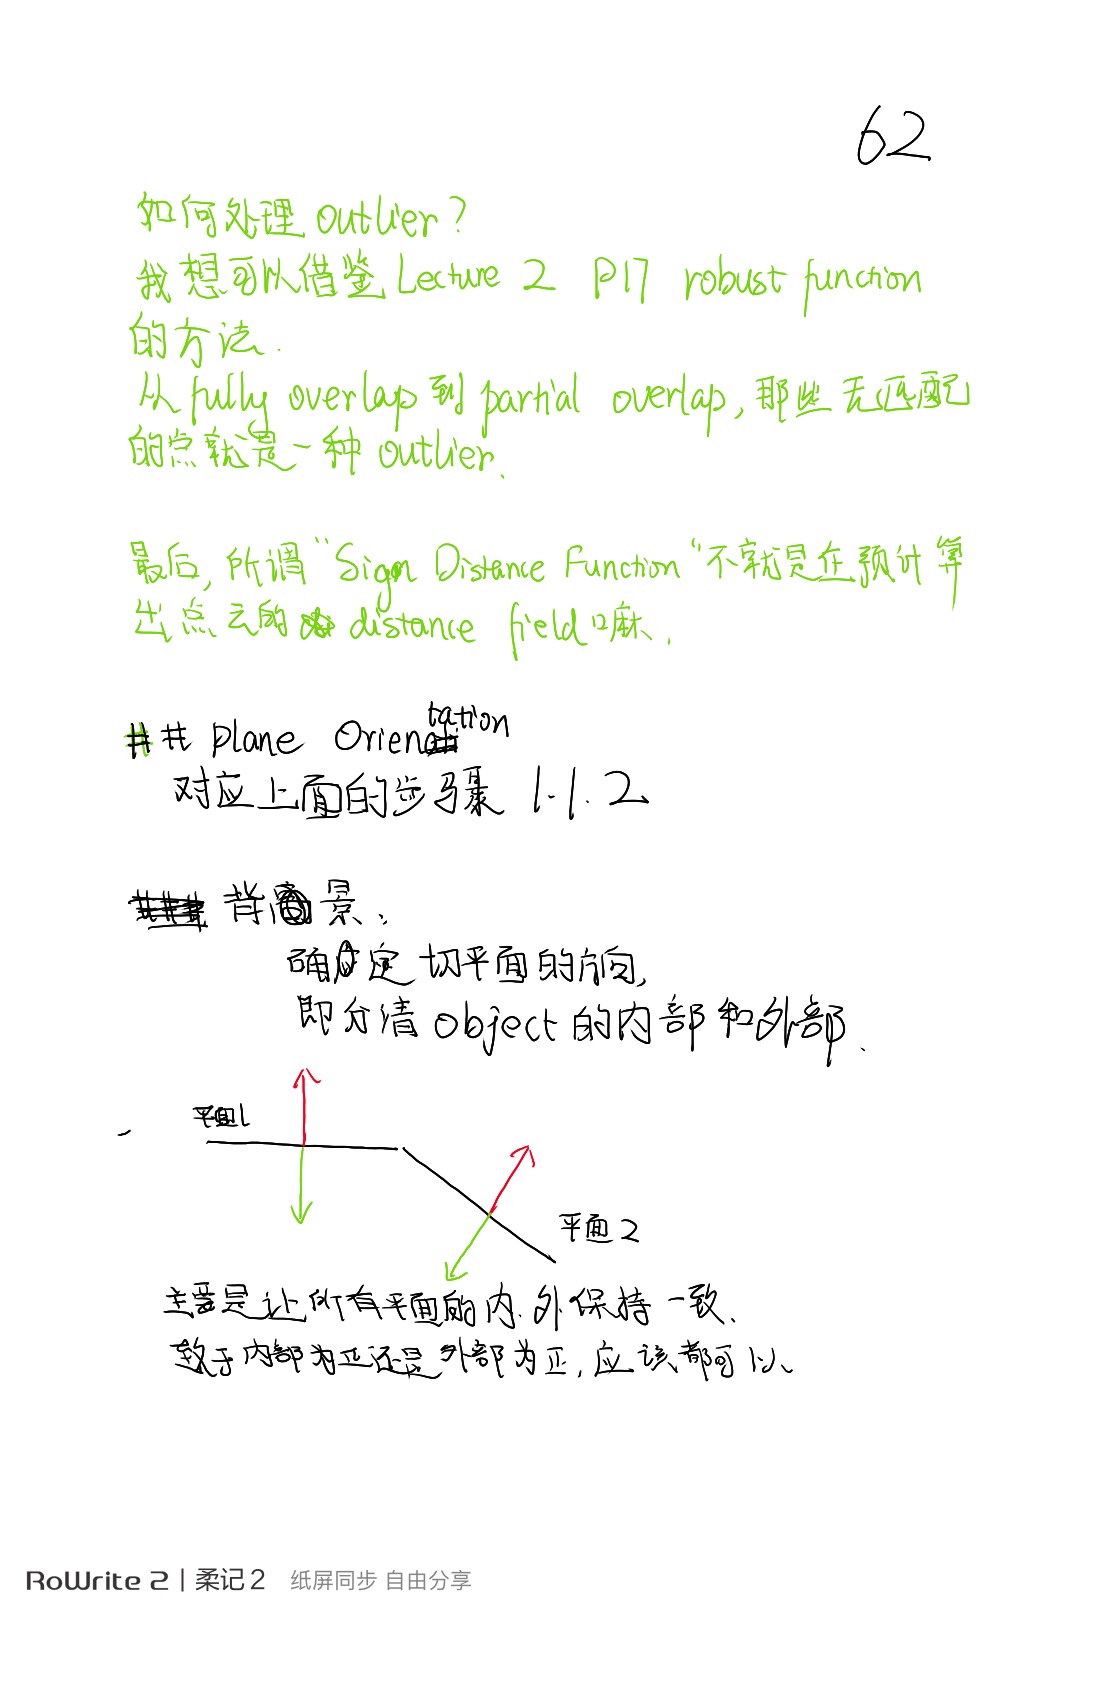 62
如何处理 outlier?
我想可以借鉴 Lecture 2 P17 robust function
的方法.
从 fully overlap 到 partial overlap, 那些无匹配
的点就是一种 outlier.
最后, 所谓 "Sign Distance Function" 不就是在预计算
出点云的 distance field 嘛.
## Plane Orientation
对应上面的步骤 1.1.2
背景.
确定切平面的方向,
即分清 object 的内部和外部.
平面1
平面2
主要是让所有平面的内.外保持一致.
致于内部为正还是外部为正, 应该都可以.
RoWrite 2 | 柔记2 纸屏同步 自由分享